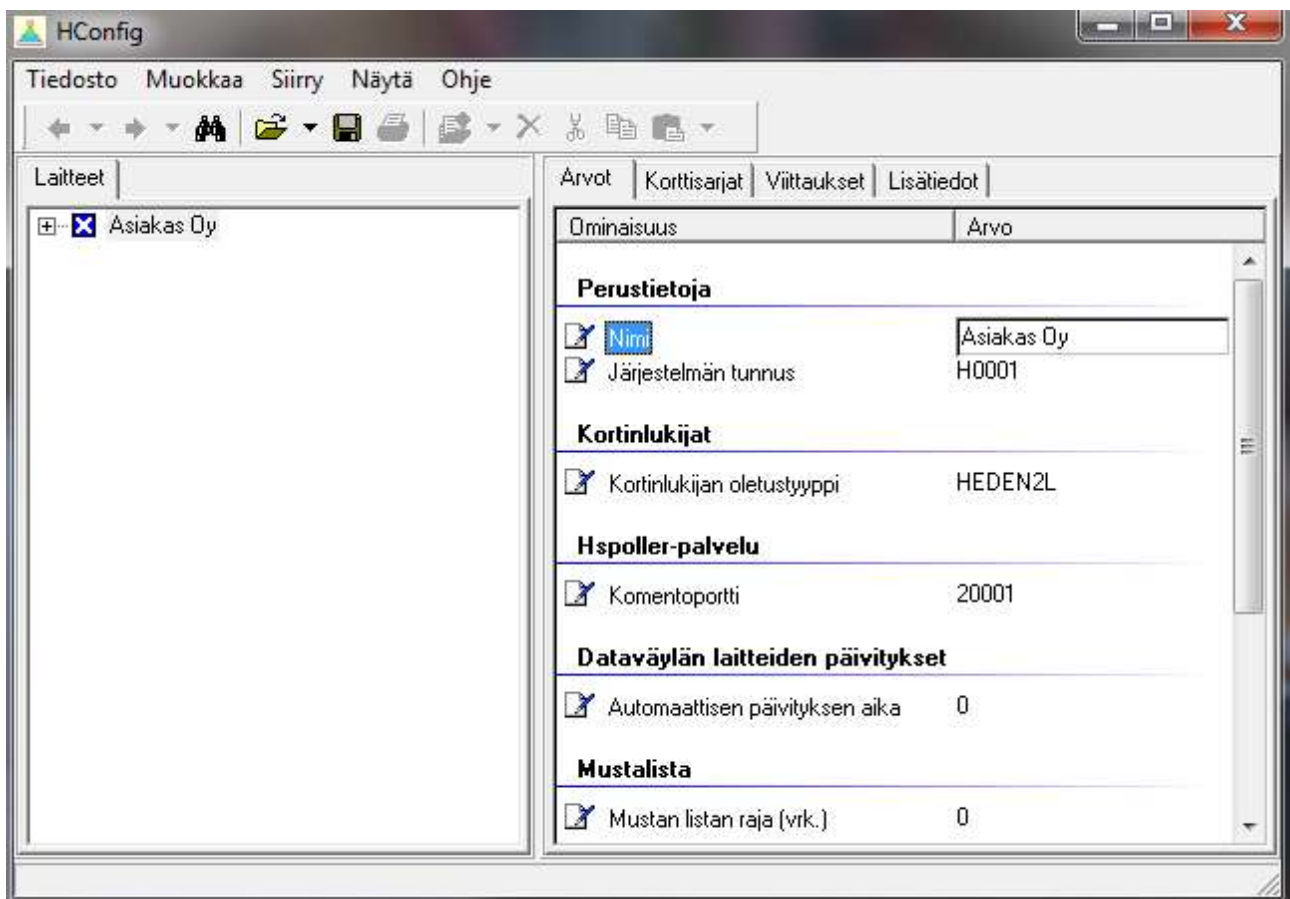 HConfig
Tiedosto Muokkaa Siirry Näytä Ohje
Laitteet
Asiakas Oy
Arvot Korttisarjat Viittaukset Lisätiedot
Ominaisuus Arvo
Perustietoja
Nimi Asiakas Oy
Järjestelmän tunnus H0001
Kortinlukijat
Kortinlukijan oletustyyppi HEDEN2L
Hspoller-palvelu
Komentoportti 20001
Dataväylän laitteiden päivitykset
Automaattisen päivityksen aika 0
Mustalista
Mustan listan raja (vrk.) 0